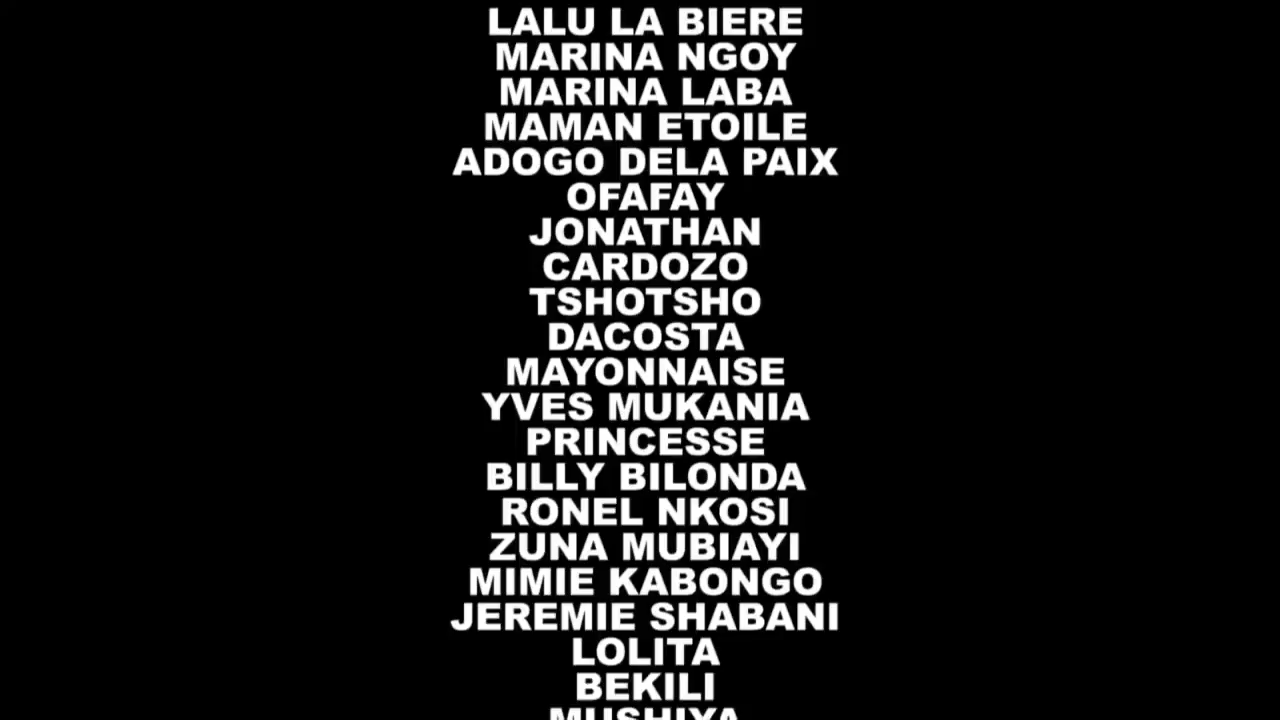 LALU LA BIERE
MARINA NGOY
MARINA LABA
MAMAN ETOILE
ADOGO DELA PAIX
OFAFAY
JONATHAN
CARDOZO
TSHOTSHO
DACOSTA
MAYONNAISE
YVES MUKANIA
PRINCESSE
BILLY BILONDA
RONEL NKOSI
ZUNA MUBIAYI
MIMIE KABONGO
JEREMIE SHABANI
LOLITA
BEKILI
MUSHIYA